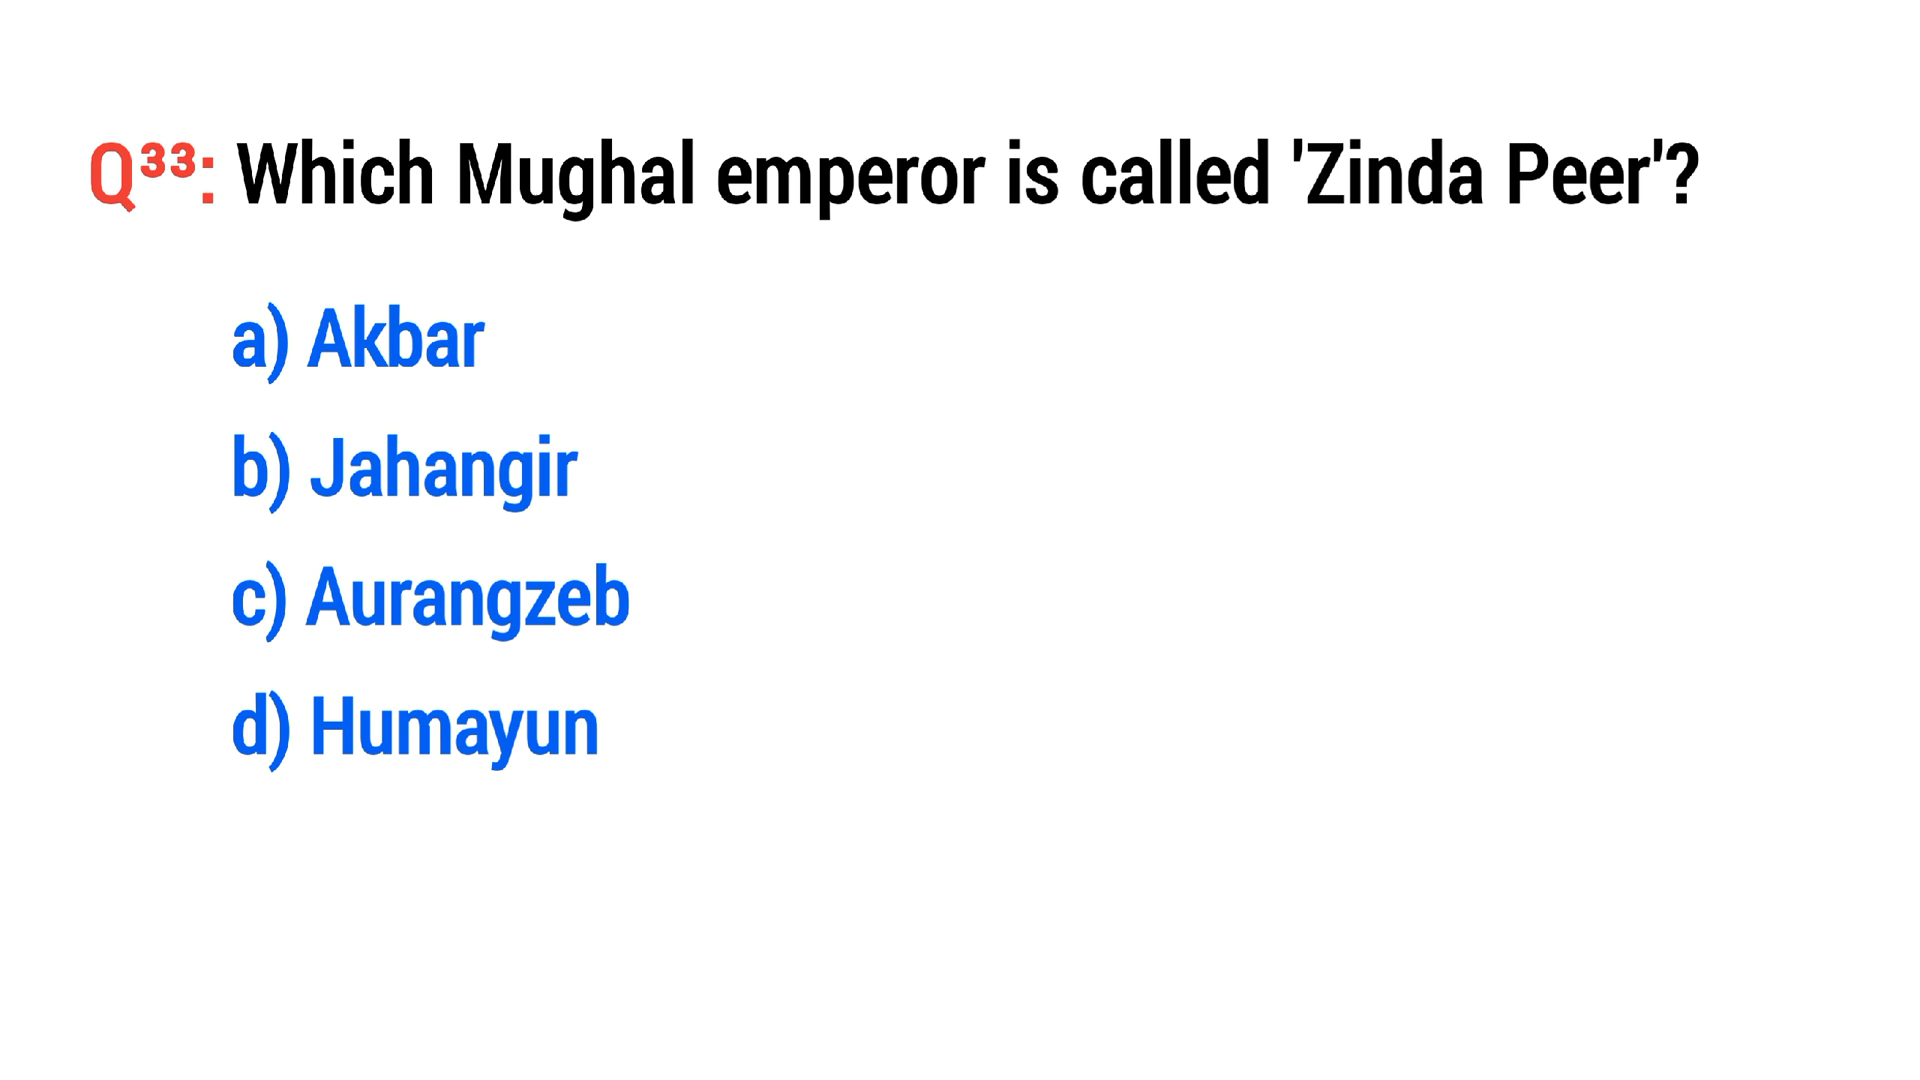 Q³³: Which Mughal emperor is called 'Zinda Peer'?
a) Akbar
b) Jahangir
c) Aurangzeb
d) Humayun